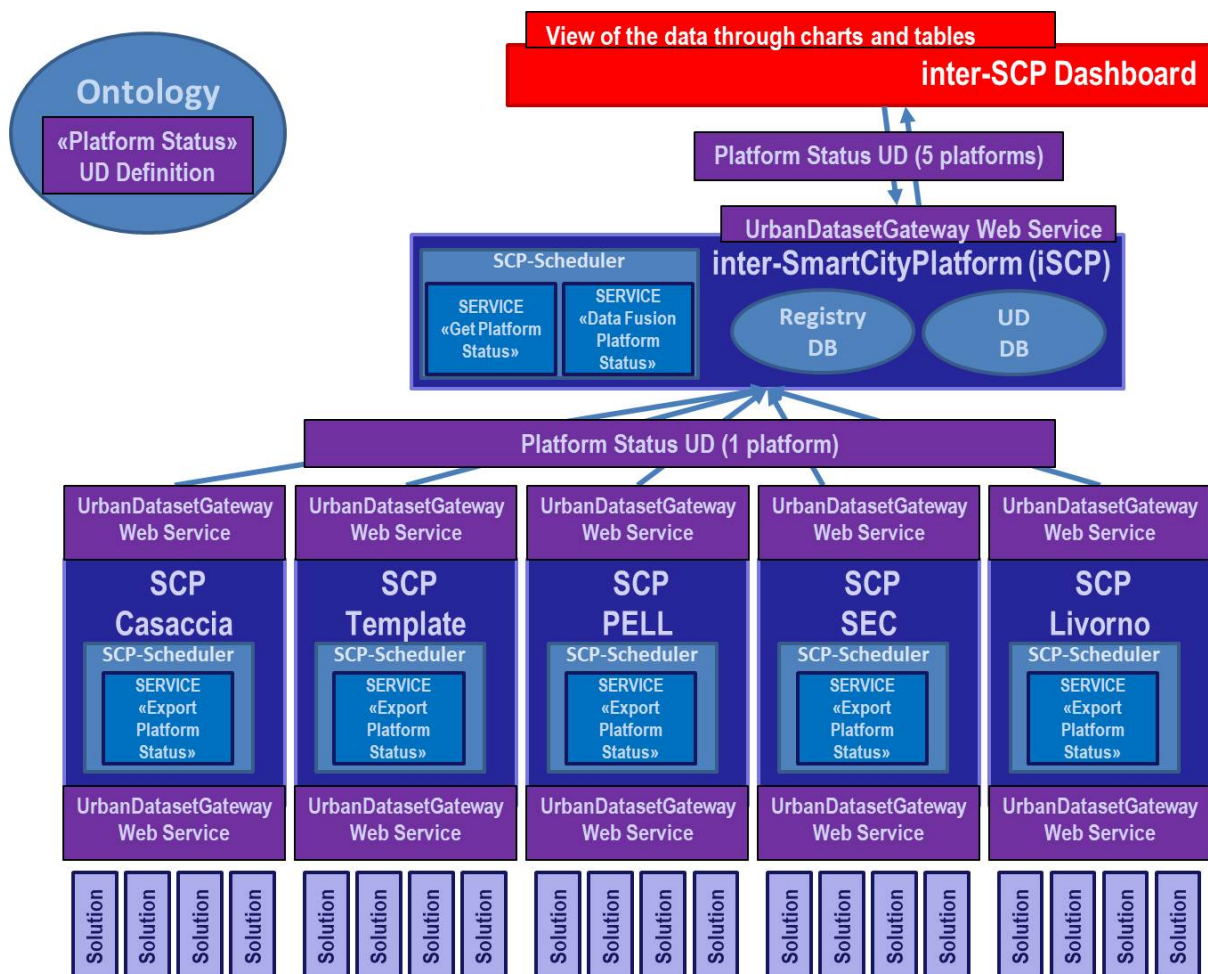 View of the data through charts and tables
inter-SCP Dashboard
Ontology
«Platform Status»
UD Definition
Platform Status UD (5 platforms)
UrbanDatasetGateway Web Service
inter-SmartCityPlatform (iSCP)
SCP-Scheduler
SERVICE
«Get Platform
Status»
SERVICE
«Data Fusion
Platform
Status»
Registry
DB
UD
DB
Platform Status UD (1 platform)
UrbanDatasetGateway
Web Service
SCP
Casaccia
SCP-Scheduler
SERVICE
«Export
Platform
Status»
UrbanDatasetGateway
Web Service
Solution
Solution
Solution
Solution
UrbanDatasetGateway
Web Service
SCP
Template
SCP-Scheduler
SERVICE
«Export
Platform
Status»
UrbanDatasetGateway
Web Service
Solution
Solution
Solution
Solution
UrbanDatasetGateway
Web Service
SCP
PELL
SCP-Scheduler
SERVICE
«Export
Platform
Status»
UrbanDatasetGateway
Web Service
Solution
Solution
Solution
Solution
UrbanDatasetGateway
Web Service
SCP
SEC
SCP-Scheduler
SERVICE
«Export
Platform
Status»
UrbanDatasetGateway
Web Service
Solution
Solution
Solution
Solution
UrbanDatasetGateway
Web Service
SCP
Livorno
SCP-Scheduler
SERVICE
«Export
Platform
Status»
UrbanDatasetGateway
Web Service
Solution
Solution
Solution
Solution